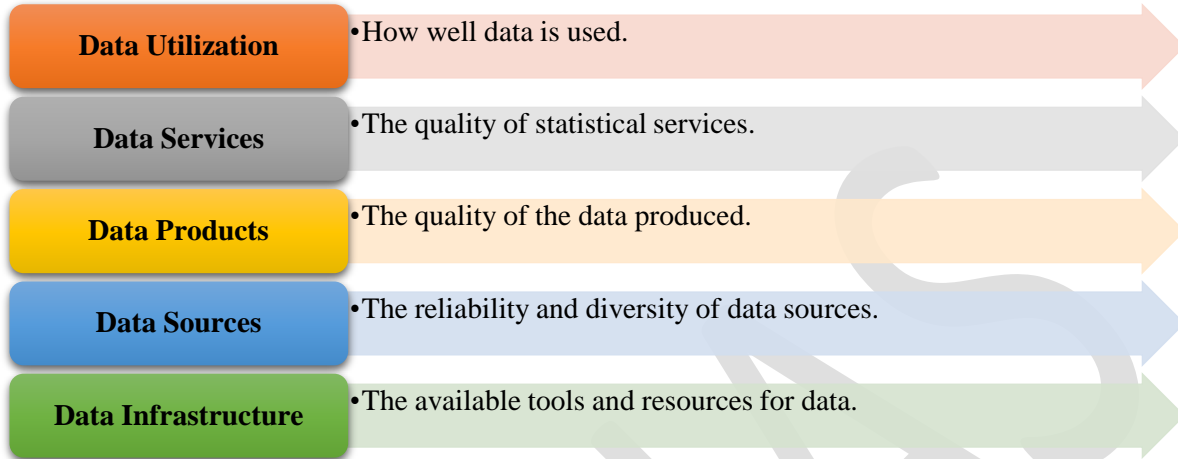 Data Utilization
•How well data is used.
Data Services
•The quality of statistical services.
Data Products
•The quality of the data produced.
Data Sources
•The reliability and diversity of data sources.
Data Infrastructure
•The available tools and resources for data.